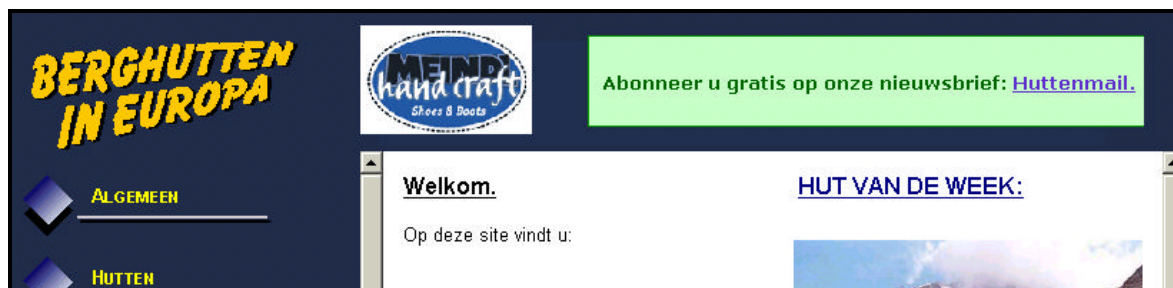 BERGHUTTEN
IN EUROPA
MEINDL
hand craft
Shoes & Boots
Abonneer u gratis op onze nieuwsbrief: Huttenmail.
ALGEMEEN
HUTTEN
Welkom.
Op deze site vindt u:
HUT VAN DE WEEK: